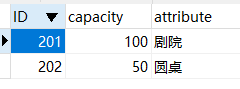 ID capacity attribute
201 100 剧院
202 50 圆桌